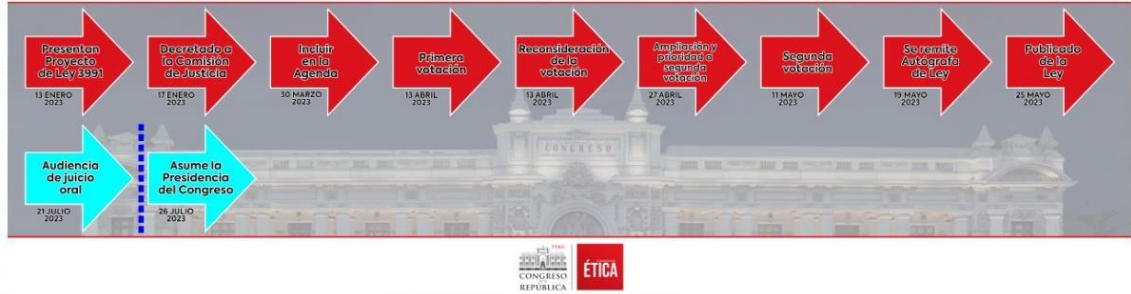 Presentan
Proyecto
de Ley 3991
13 ENERO
2023
Decretado a
la Comisión
de Justicia
17 ENERO
2023
Incluir
en la
Agenda
30 MARZO
2023
Primera
votación
13 ABRIL
2023
Reconsideración
de la
votación
13 ABRIL
2023
Ampliación y
prioridad a
segunda
votación
27 ABRIL
2023
Segunda
votación
11 MAYO
2023
Se remite
Autógrafa
de Ley
19 MAYO
2023
Publicado
de la
Ley
25 MAYO
2023
Audiencia
de juicio
oral
21 JULIO
2023
Asume la
Presidencia
del Congreso
26 JULIO
2023
CONGRESO
PERÚ
CONGRESO
REPÚBLICA
ÉTICA